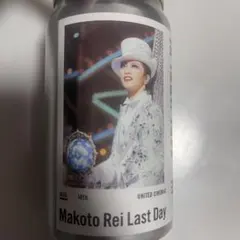 UNITED CINEMAS
Makoto Rei Last Day